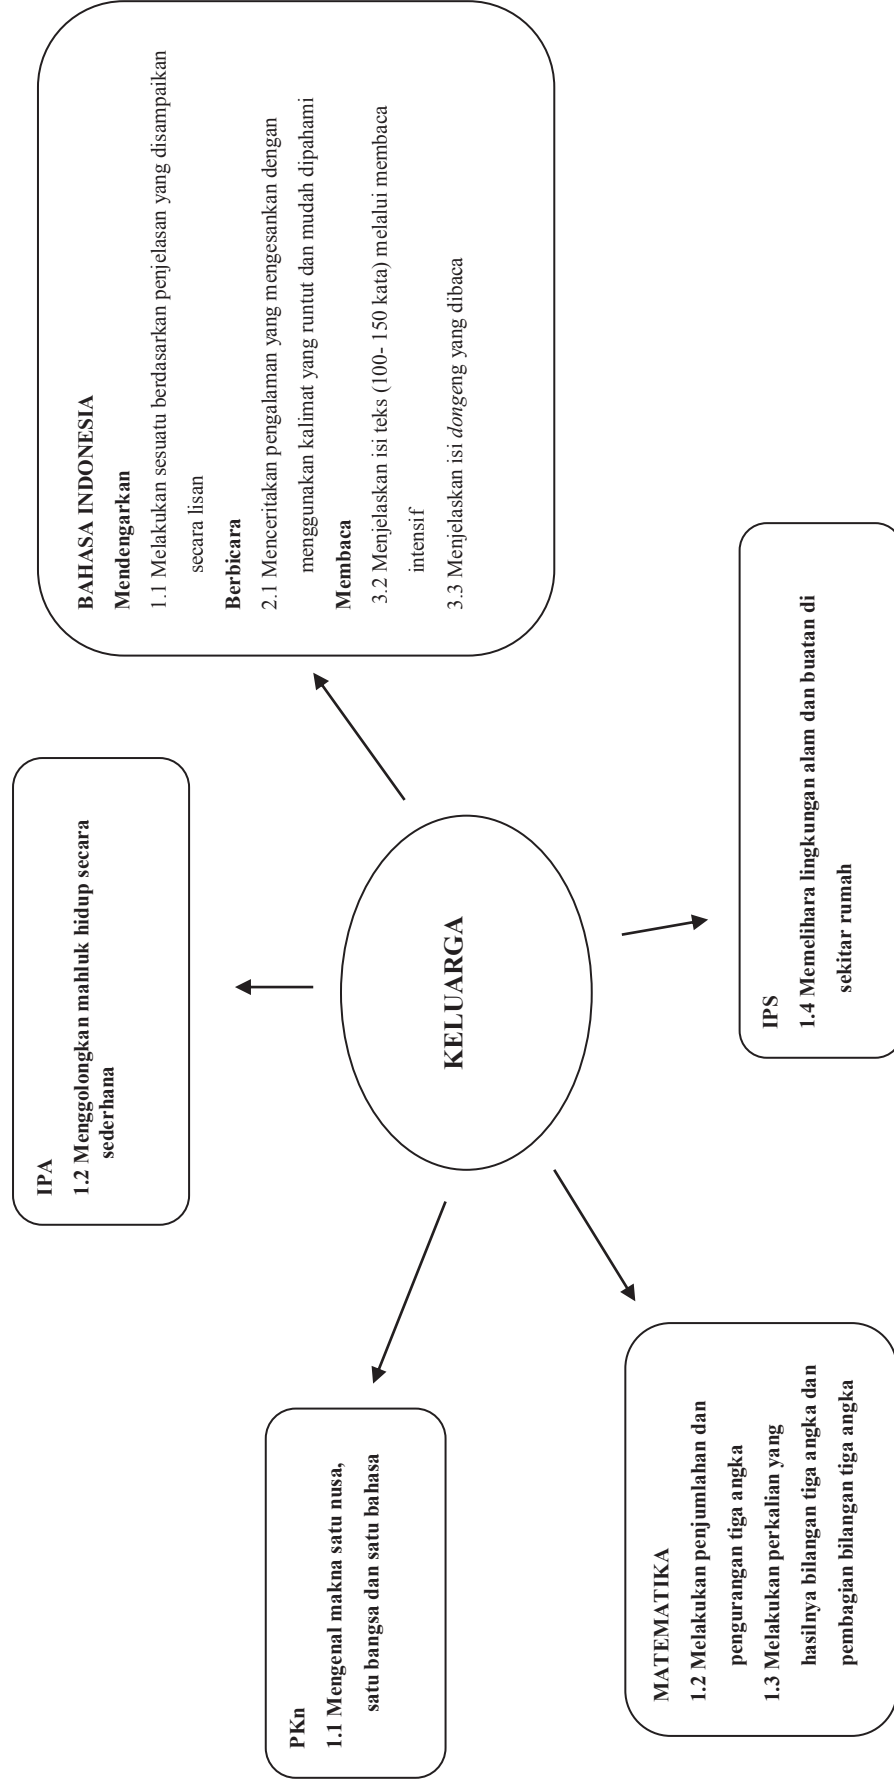 PKn
1.1 Mengenal makna satu nusa,
satu bangsa dan satu bahasa
IPA
1.2 Menggolongkan mahluk hidup secara
sederhana
BAHASA INDONESIA
Mendengarkan
1.1 Melakukan sesuatu berdasarkan penjelasan yang disampaikan
secara lisan
Berbicara
2.1 Menceritakan pengalaman yang mengesankan dengan
menggunakan kalimat yang runtut dan mudah dipahami
Membaca
3.2 Menjelaskan isi teks (100- 150 kata) melalui membaca
intensif
3.3 Menjelaskan isi dongeng yang dibaca
KELUARGA
MATEMATIKA
1.2 Melakukan penjumlahan dan
pengurangan tiga angka
1.3 Melakukan perkalian yang
hasilnya bilangan tiga angka dan
pembagian bilangan tiga angka
IPS
1.4 Memelihara lingkungan alam dan buatan di
sekitar rumah